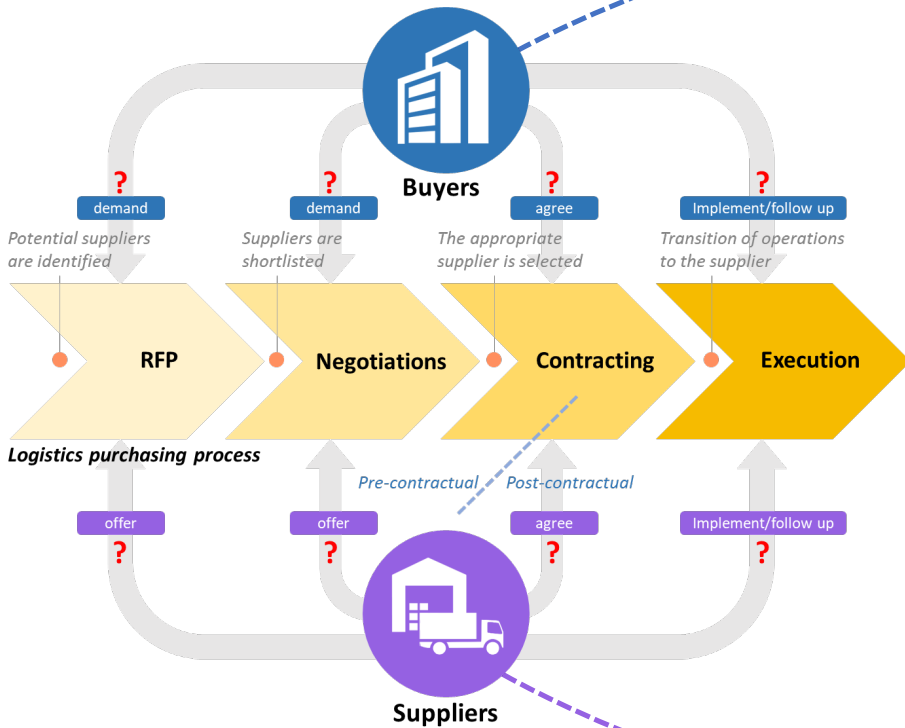 Buyers
?
?
?
?
demand
demand
agree
Implement/follow up
Potential suppliers
are identified
Suppliers are
shortlisted
The appropriate
supplier is selected
Transition of operations
to the supplier
RFP
Negotiations
Contracting
Execution
Logistics purchasing process
Pre-contractual
Post-contractual
offer
offer
agree
Implement/follow up
?
?
?
?
Suppliers